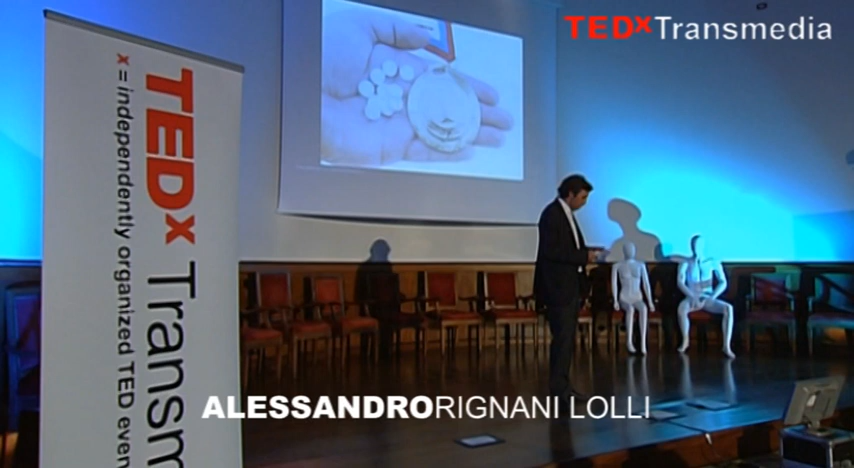 TEDxTransmedia
TEDx Transm
x = independently organized TED even
ALESSANDRORIGNANI LOLLI